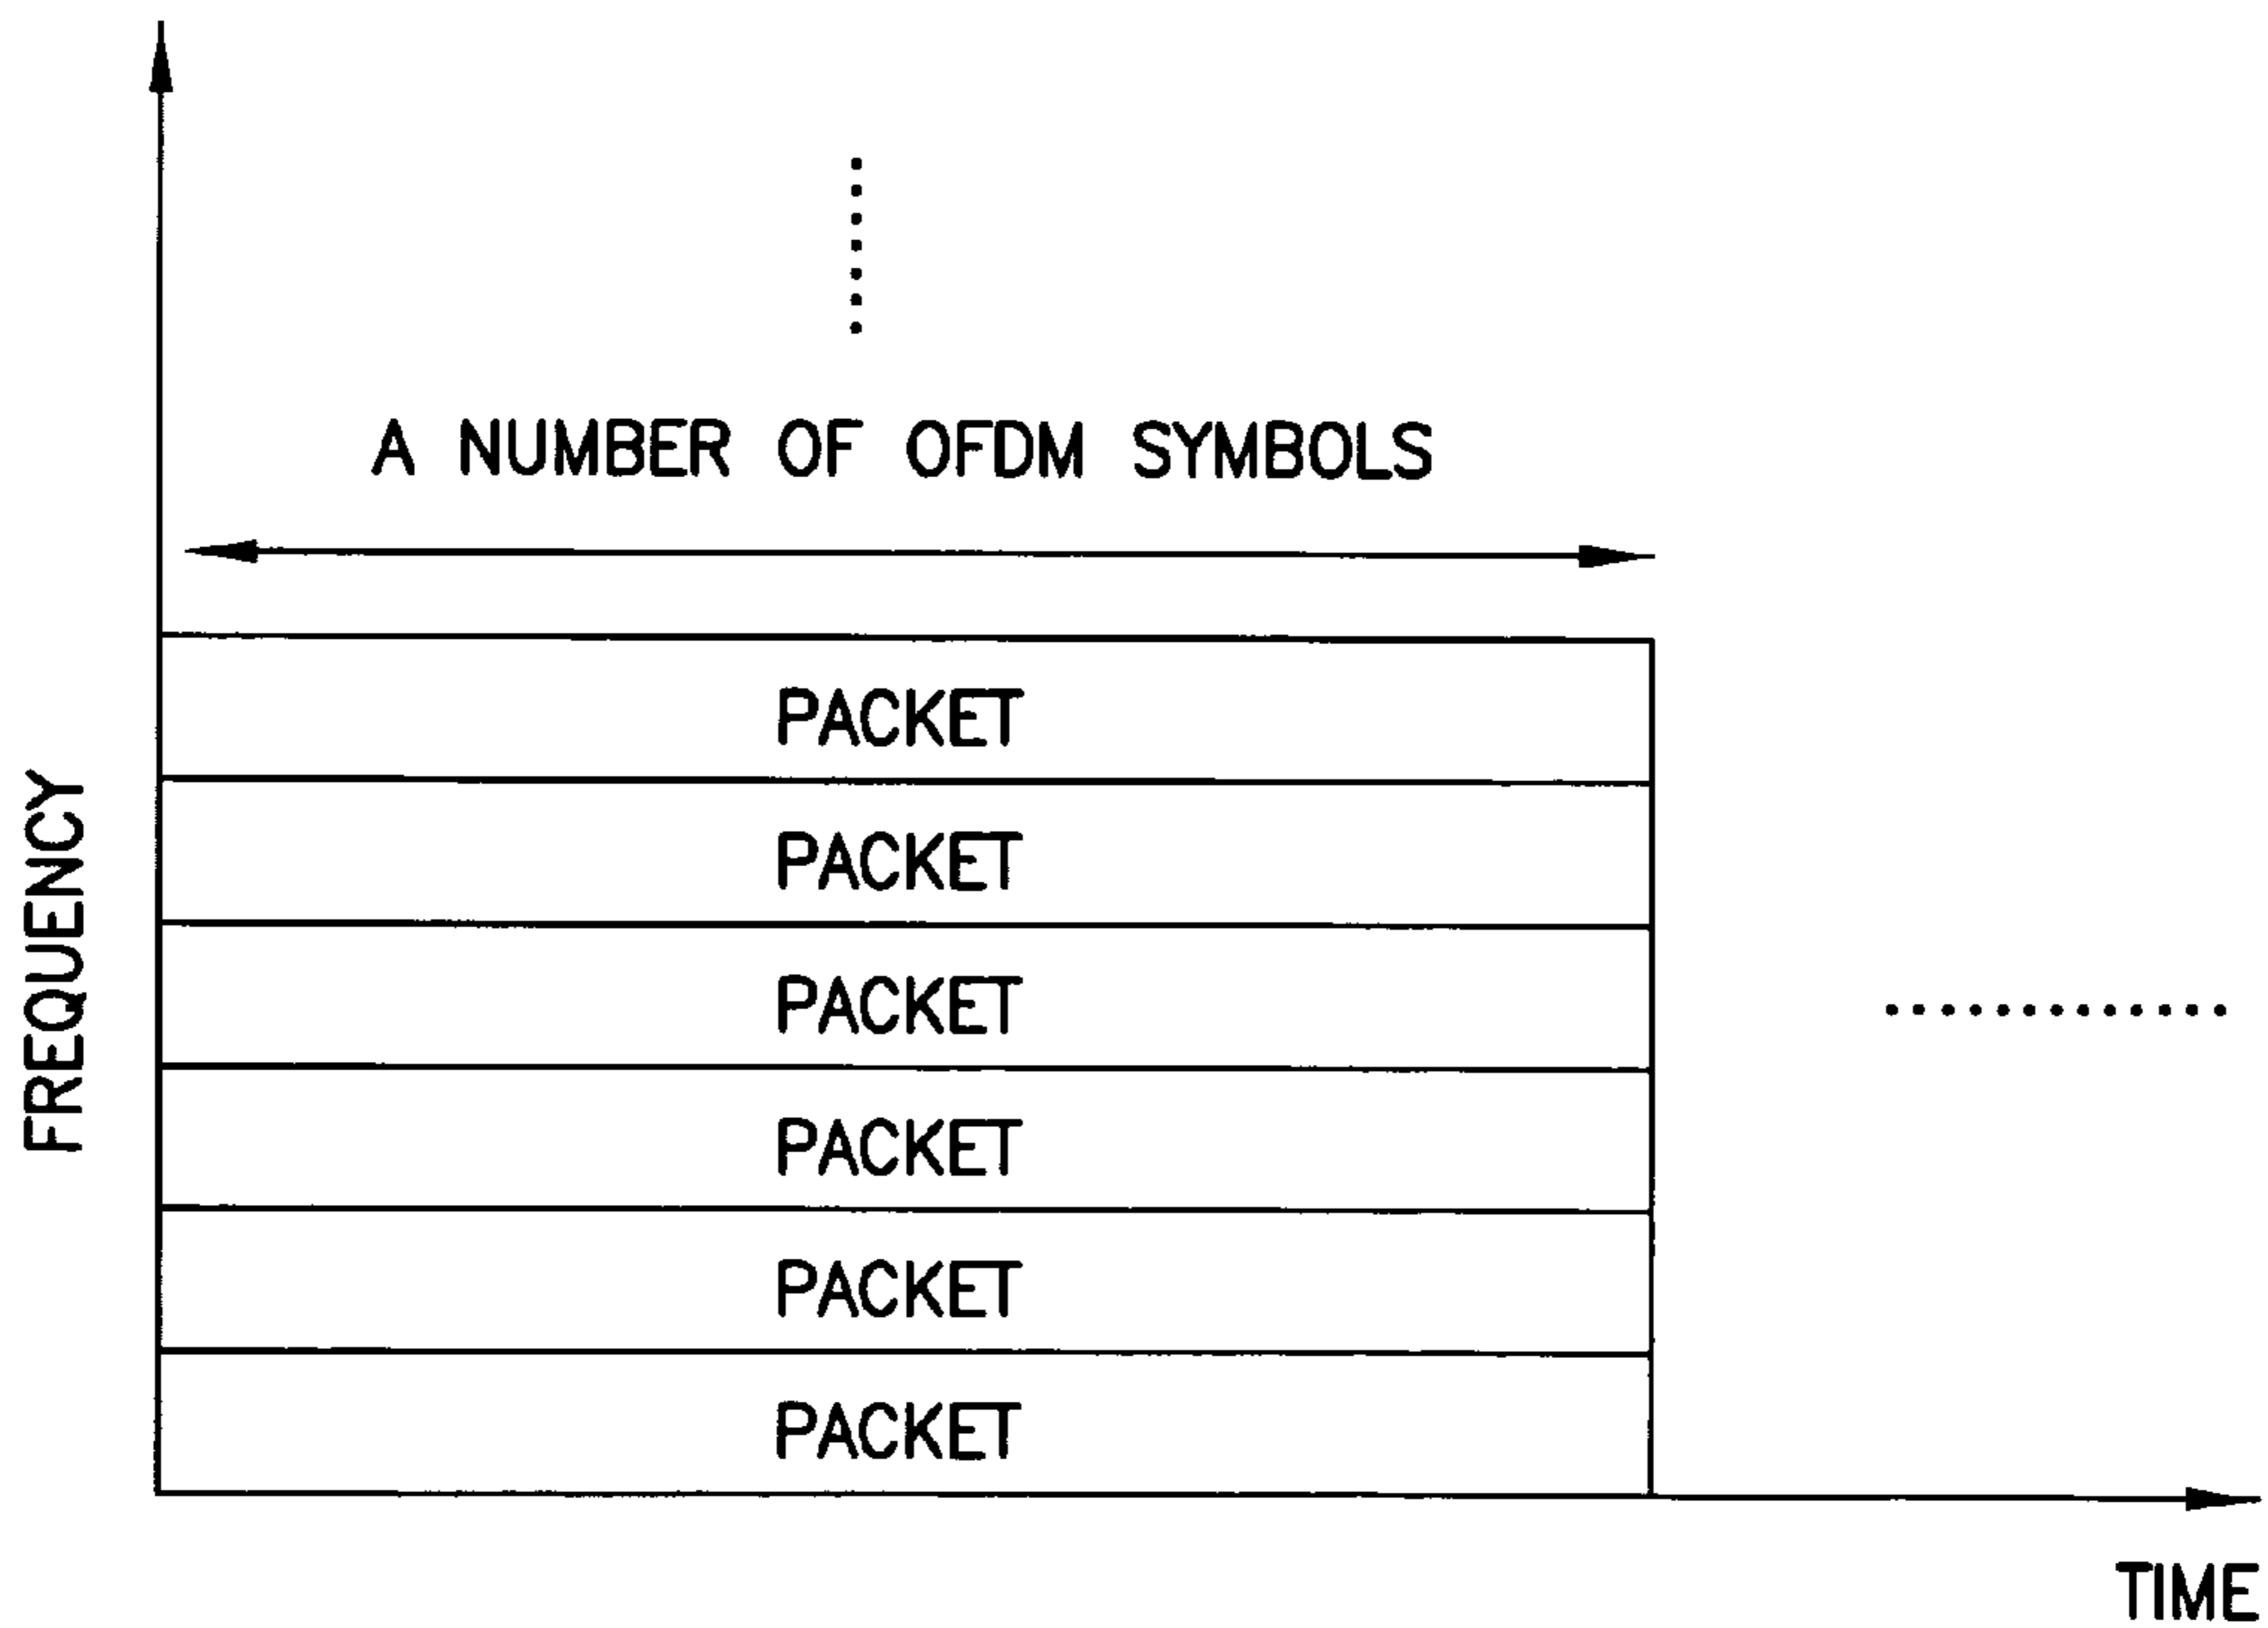 A NUMBER OF OFDM SYMBOLS
PACKET
PACKET
PACKET
PACKET
PACKET
PACKET
FREQUENCY
TIME